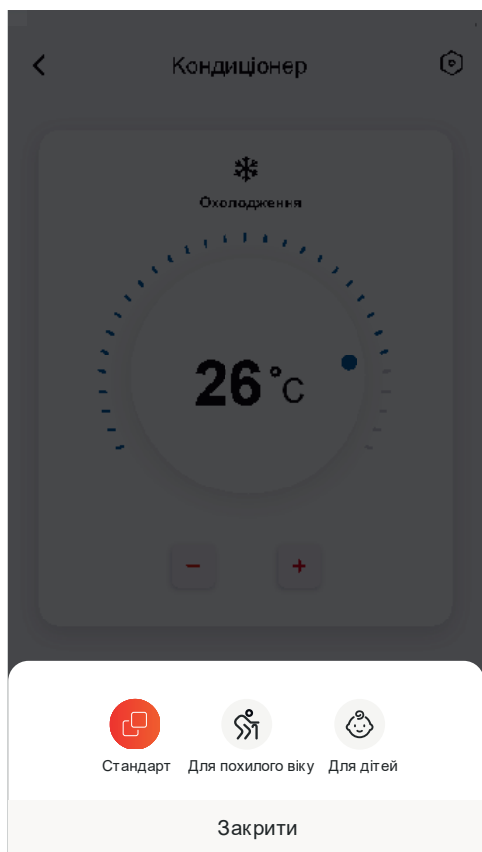 Кондиціонер
Охолодження
26°C
− +
Стандарт Для похилого віку Для дітей
Закрити